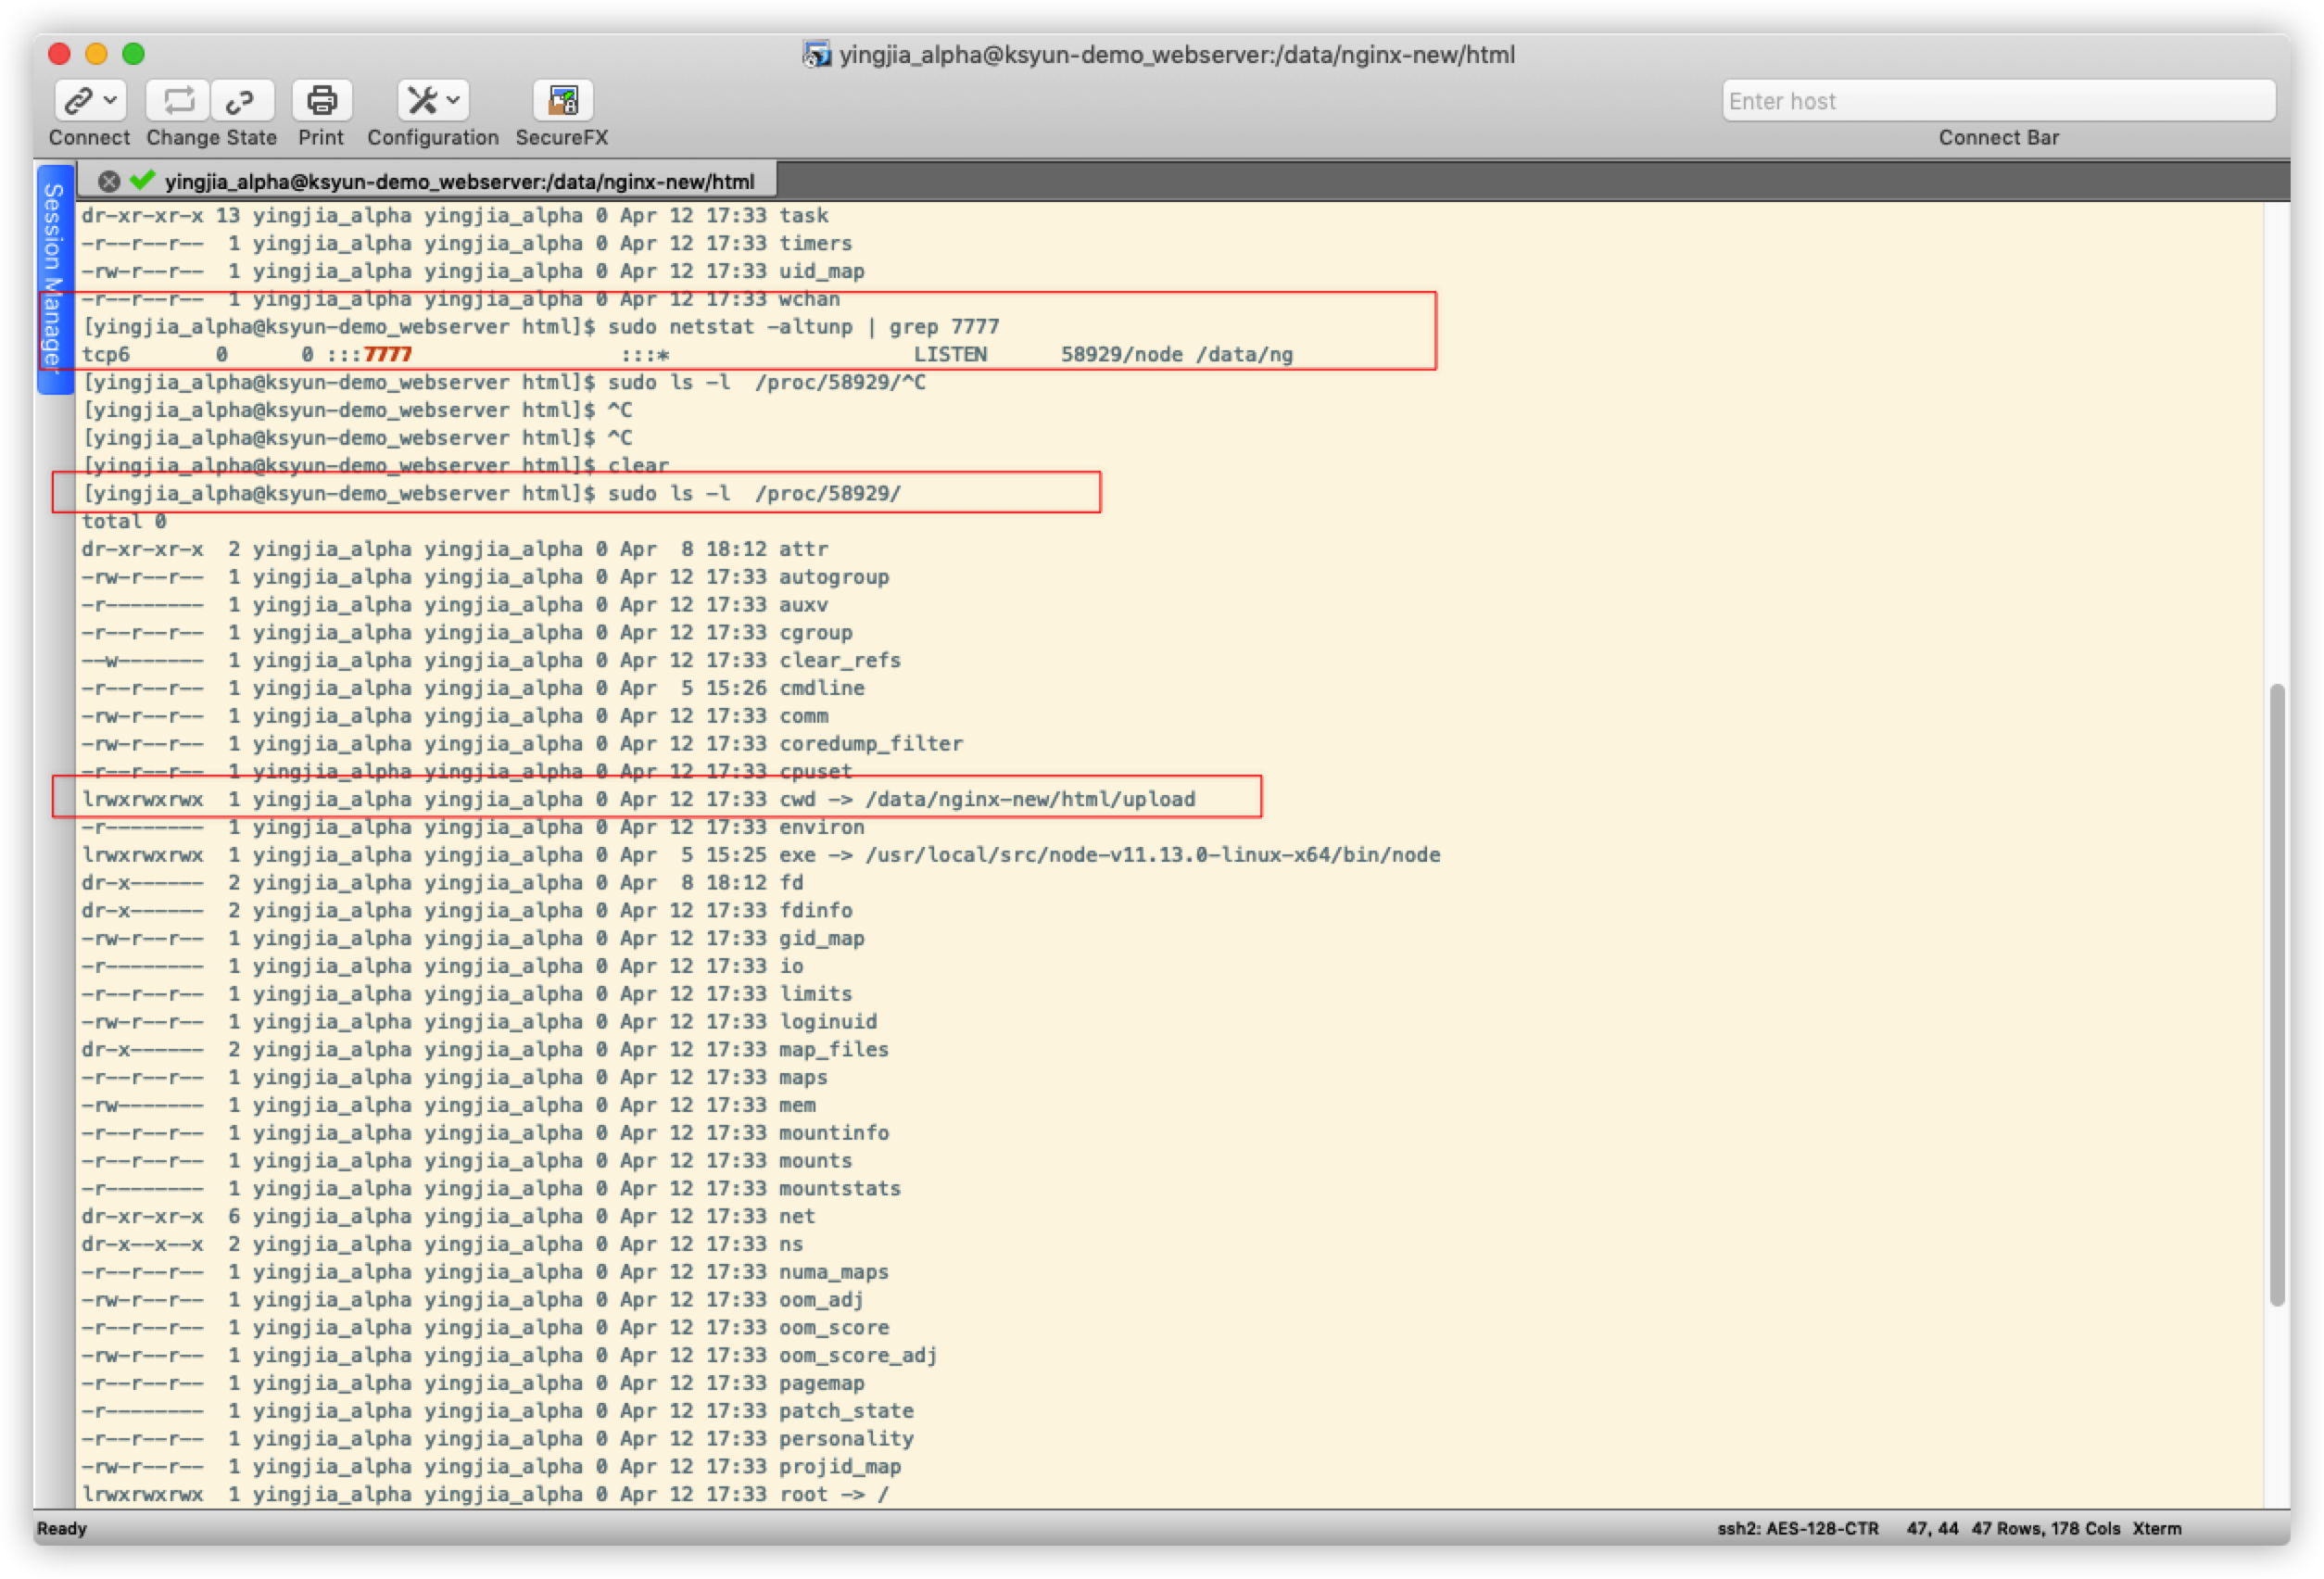 yingjia_alpha@ksyun-demo_webserver:/data/nginx-new/html
Enter host
Connect Change State Print Configuration SecureFX Connect Bar
Session Manager
yingjia_alpha@ksyun-demo_webserver:/data/nginx-new/html
dr-xr-xr-x 13 yingjia_alpha yingjia_alpha 0 Apr 12 17:33 task
-r--r--r--  1 yingjia_alpha yingjia_alpha 0 Apr 12 17:33 timers
-rw-r--r--  1 yingjia_alpha yingjia_alpha 0 Apr 12 17:33 uid_map
-r--r--r--  1 yingjia_alpha yingjia_alpha 0 Apr 12 17:33 wchan
[yingjia_alpha@ksyun-demo_webserver html]$ sudo netstat -altunp | grep 7777
tcp6       0      0 :::7777                 :::*                    LISTEN      58929/node /data/ng
[yingjia_alpha@ksyun-demo_webserver html]$ sudo ls -l  /proc/58929/^C
[yingjia_alpha@ksyun-demo_webserver html]$ ^C
[yingjia_alpha@ksyun-demo_webserver html]$ ^C
[yingjia_alpha@ksyun-demo_webserver html]$ clear
[yingjia_alpha@ksyun-demo_webserver html]$ sudo ls -l  /proc/58929/
total 0
dr-xr-xr-x  2 yingjia_alpha yingjia_alpha 0 Apr  8 18:12 attr
-rw-r--r--  1 yingjia_alpha yingjia_alpha 0 Apr 12 17:33 autogroup
-r--------  1 yingjia_alpha yingjia_alpha 0 Apr 12 17:33 auxv
-r--r--r--  1 yingjia_alpha yingjia_alpha 0 Apr 12 17:33 cgroup
--w-------  1 yingjia_alpha yingjia_alpha 0 Apr 12 17:33 clear_refs
-r--r--r--  1 yingjia_alpha yingjia_alpha 0 Apr  5 15:26 cmdline
-rw-r--r--  1 yingjia_alpha yingjia_alpha 0 Apr 12 17:33 comm
-rw-r--r--  1 yingjia_alpha yingjia_alpha 0 Apr 12 17:33 coredump_filter
-r--r--r--  1 yingjia_alpha yingjia_alpha 0 Apr 12 17:33 cpuset
lrwxrwxrwx  1 yingjia_alpha yingjia_alpha 0 Apr 12 17:33 cwd -> /data/nginx-new/html/upload
-r--------  1 yingjia_alpha yingjia_alpha 0 Apr 12 17:33 environ
lrwxrwxrwx  1 yingjia_alpha yingjia_alpha 0 Apr  5 15:25 exe -> /usr/local/src/node-v11.13.0-linux-x64/bin/node
dr-x------  2 yingjia_alpha yingjia_alpha 0 Apr  8 18:12 fd
dr-x------  2 yingjia_alpha yingjia_alpha 0 Apr 12 17:33 fdinfo
-rw-r--r--  1 yingjia_alpha yingjia_alpha 0 Apr 12 17:33 gid_map
-r--------  1 yingjia_alpha yingjia_alpha 0 Apr 12 17:33 io
-r--r--r--  1 yingjia_alpha yingjia_alpha 0 Apr 12 17:33 limits
-rw-r--r--  1 yingjia_alpha yingjia_alpha 0 Apr 12 17:33 loginuid
dr-x------  2 yingjia_alpha yingjia_alpha 0 Apr 12 17:33 map_files
-r--r--r--  1 yingjia_alpha yingjia_alpha 0 Apr 12 17:33 maps
-rw-------  1 yingjia_alpha yingjia_alpha 0 Apr 12 17:33 mem
-r--r--r--  1 yingjia_alpha yingjia_alpha 0 Apr 12 17:33 mountinfo
-r--r--r--  1 yingjia_alpha yingjia_alpha 0 Apr 12 17:33 mounts
-r--------  1 yingjia_alpha yingjia_alpha 0 Apr 12 17:33 mountstats
dr-xr-xr-x  6 yingjia_alpha yingjia_alpha 0 Apr 12 17:33 net
dr-x--x--x  2 yingjia_alpha yingjia_alpha 0 Apr 12 17:33 ns
-r--r--r--  1 yingjia_alpha yingjia_alpha 0 Apr 12 17:33 numa_maps
-rw-r--r--  1 yingjia_alpha yingjia_alpha 0 Apr 12 17:33 oom_adj
-r--r--r--  1 yingjia_alpha yingjia_alpha 0 Apr 12 17:33 oom_score
-rw-r--r--  1 yingjia_alpha yingjia_alpha 0 Apr 12 17:33 oom_score_adj
-r--r--r--  1 yingjia_alpha yingjia_alpha 0 Apr 12 17:33 pagemap
-r--------  1 yingjia_alpha yingjia_alpha 0 Apr 12 17:33 patch_state
-r--r--r--  1 yingjia_alpha yingjia_alpha 0 Apr 12 17:33 personality
-rw-r--r--  1 yingjia_alpha yingjia_alpha 0 Apr 12 17:33 projid_map
lrwxrwxrwx  1 yingjia_alpha yingjia_alpha 0 Apr 12 17:33 root -> /
Ready ssh2: AES-128-CTR 47, 44 47 Rows, 178 Cols Xterm